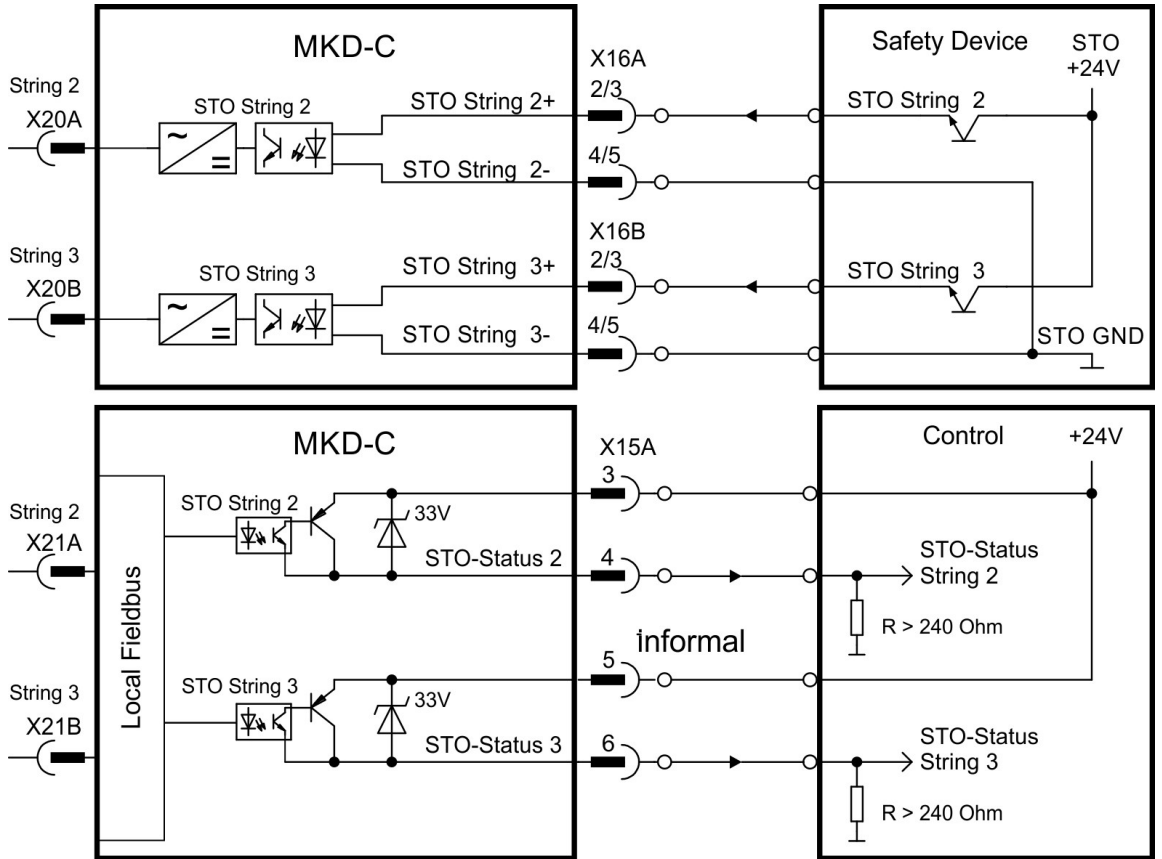 MKD-C
String 2
X20A
STO String 2
~
=
STO String 2+
STO String 2-
X16A
2/3
4/5
Safety Device
STO
+24V
STO String 2
String 3
X20B
STO String 3
~
=
STO String 3+
STO String 3-
X16B
2/3
4/5
STO String 3
STO GND
MKD-C
Local Fieldbus
String 2
X21A
STO String 2
33V
STO-Status 2
X15A
3
4
Control
+24V
STO-Status
String 2
R > 240 Ohm
informal
String 3
X21B
STO String 3
33V
STO-Status 3
5
6
STO-Status
String 3
R > 240 Ohm